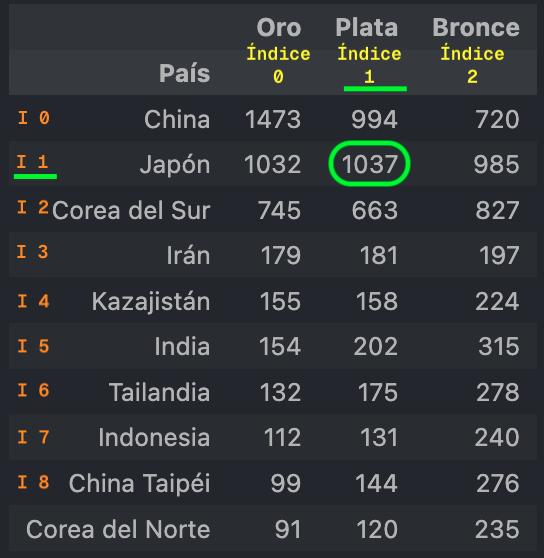 Oro Plata Bronce
Índice Índice Índice
0 1 2
País
I 0 China 1473 994 720
I 1 Japón 1032 1037 985
I 2 Corea del Sur 745 663 827
I 3 Irán 179 181 197
I 4 Kazajistán 155 158 224
I 5 India 154 202 315
I 6 Tailandia 132 175 278
I 7 Indonesia 112 131 240
I 8 China Taipéi 99 144 276
Corea del Norte 91 120 235